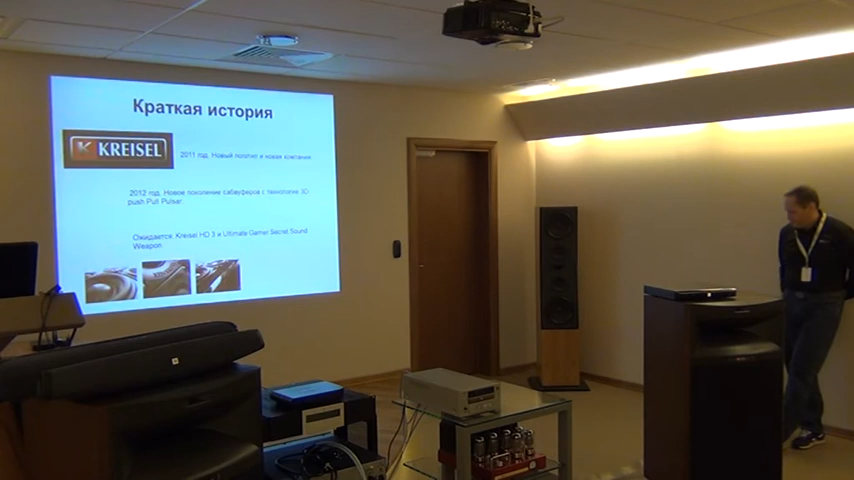 Краткая история
KREISEL
2011 год. Новый логотип и новая компания
2012 год. Новое поколение сабвуферов с технологие 3D
push Pull Pulsar
Ожидается: Kreisel HD 3 и Ultimate Gamer Secret Sound
Weapon